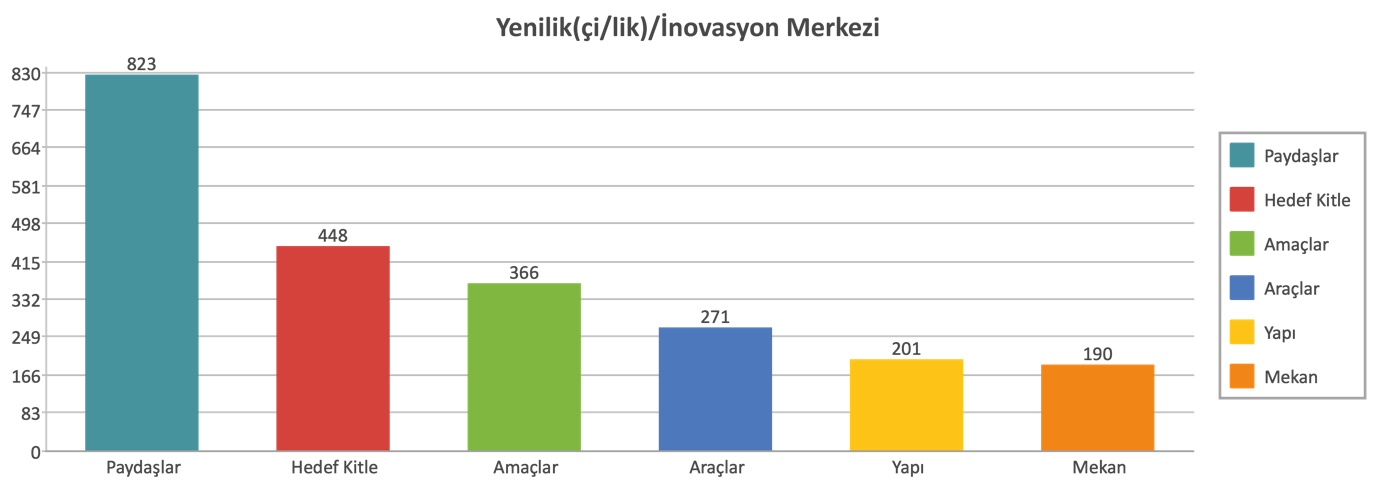 Yenilik(çi/lik)/İnovasyon Merkezi
830
747
664
581
498
415
332
249
166
83
0
823
448
366
271
201
190
Paydaşlar
Hedef Kitle
Amaçlar
Araçlar
Yapı
Mekan
Paydaşlar
Hedef Kitle
Amaçlar
Araçlar
Yapı
Mekan